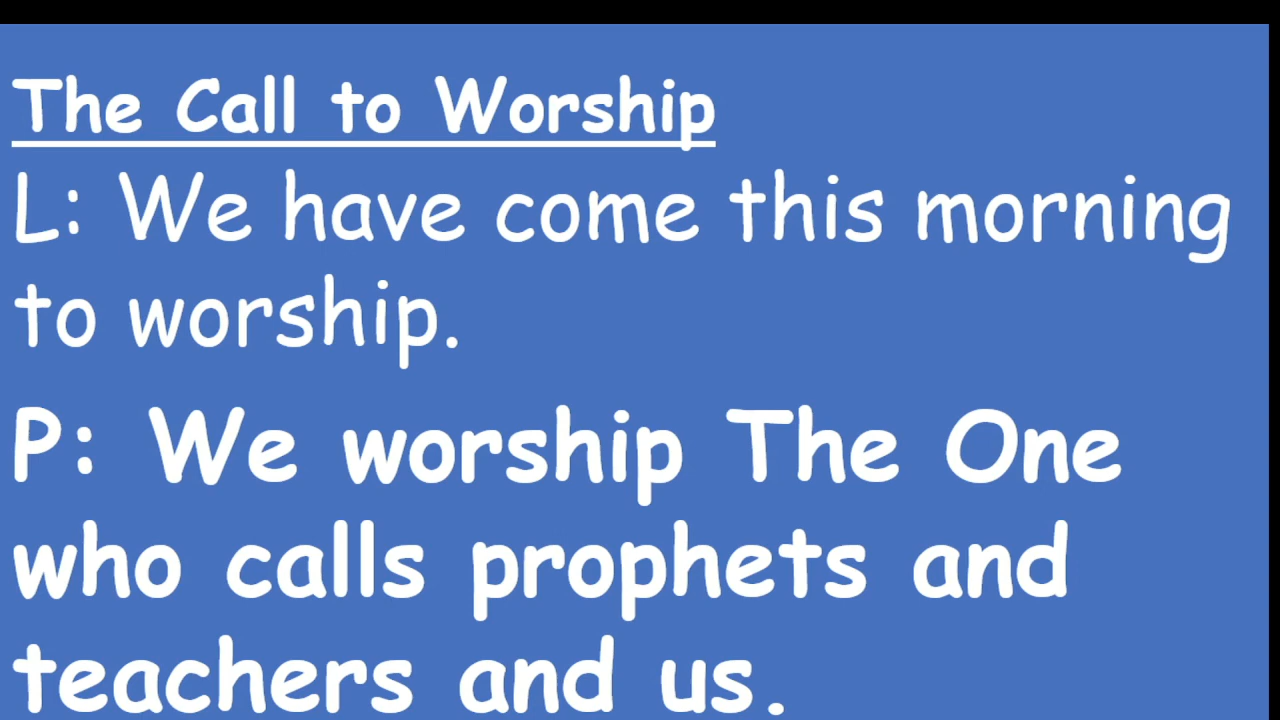 The Call to Worship
L: We have come this morning
to worship.
P: We worship The One
who calls prophets and
teachers and us.